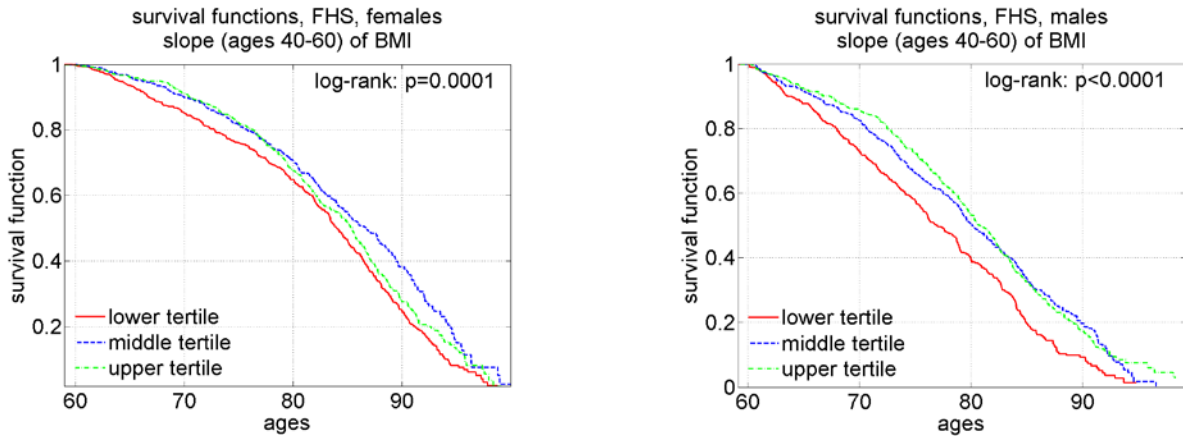 survival functions, FHS, females
slope (ages 40-60) of BMI
log-rank: p=0.0001
survival function
1
0.8
0.6
0.4
0.2
lower tertile
middle tertile
upper tertile
60 70 80 90
ages
survival functions, FHS, males
slope (ages 40-60) of BMI
log-rank: p<0.0001
survival function
1
0.8
0.6
0.4
0.2
0
lower tertile
middle tertile
upper tertile
60 70 80 90
ages